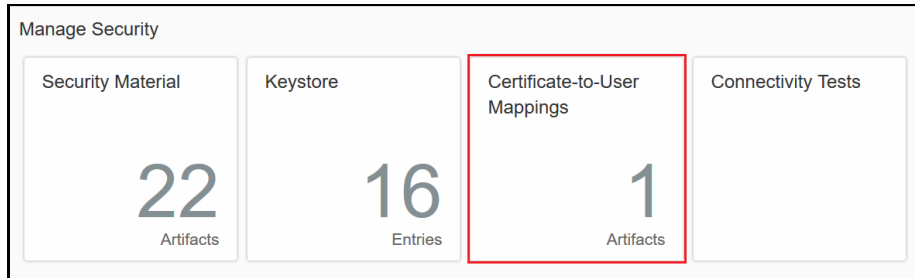 Manage Security
Security Material
22
Artifacts
Keystore
16
Entries
Certificate-to-User
Mappings
1
Artifacts
Connectivity Tests